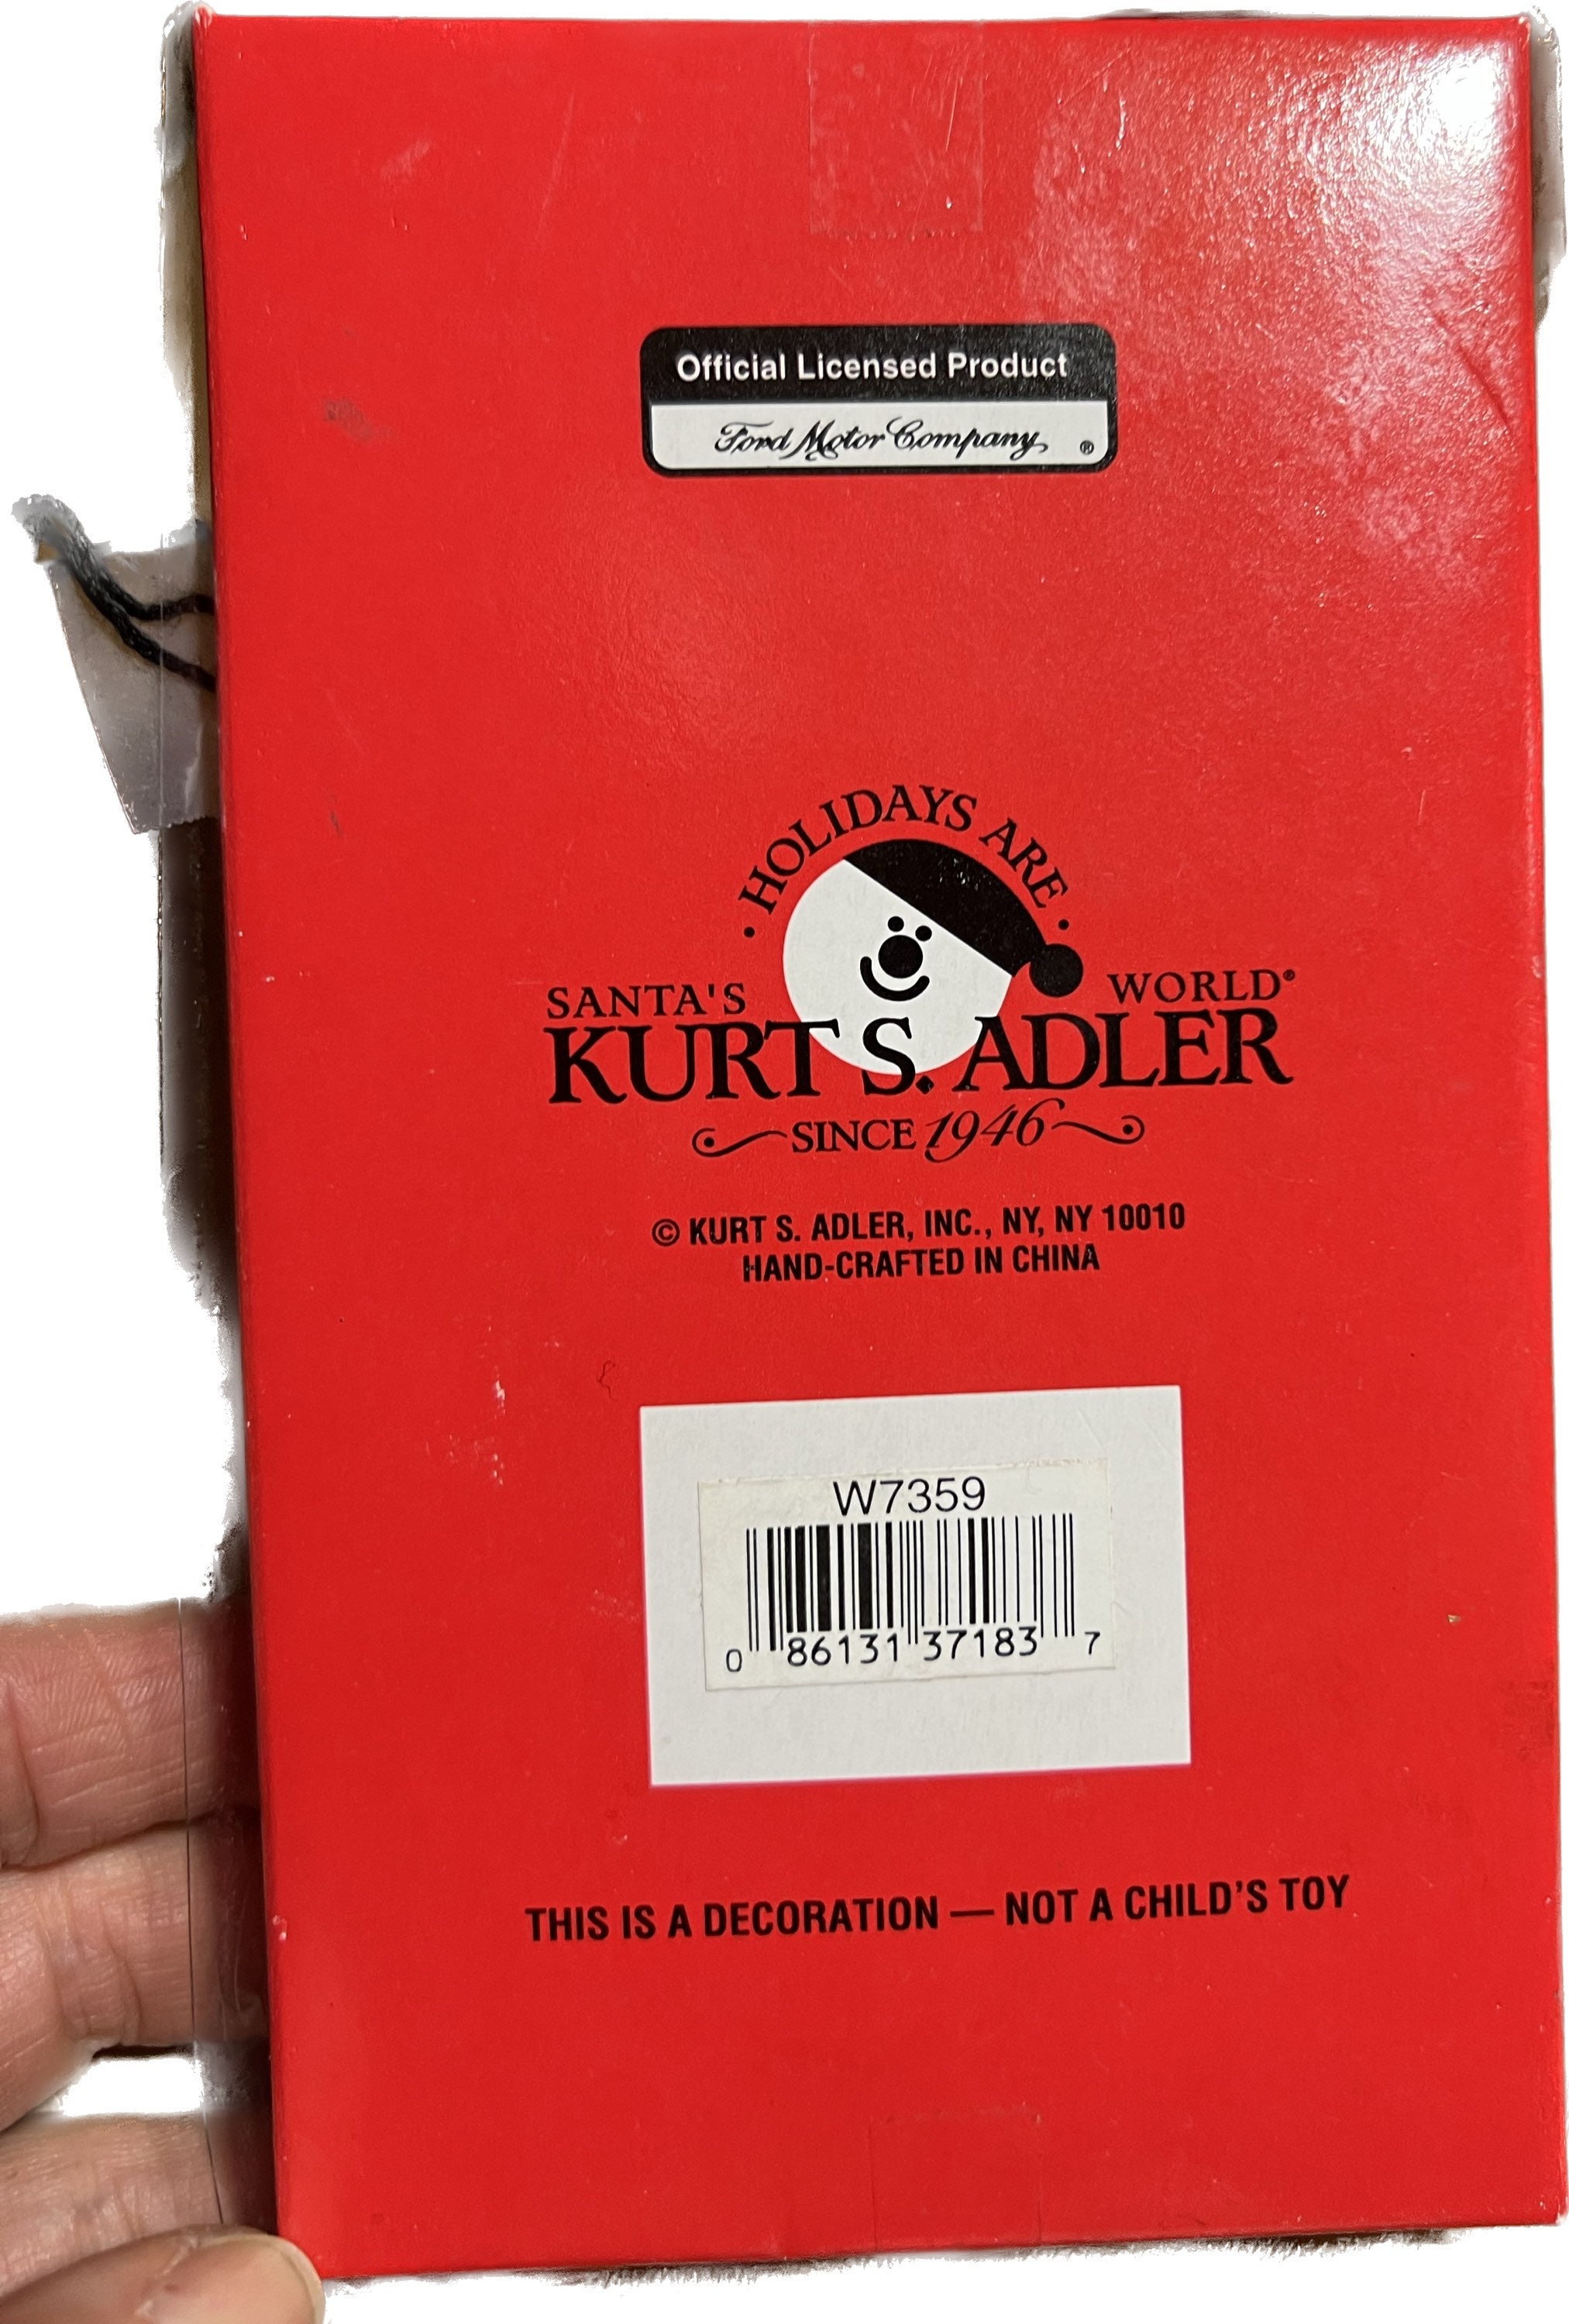 Official Licensed Product
Ford Motor Company ®
· HOLIDAYS ARE ·
SANTA'S WORLD®
KURT S. ADLER
SINCE 1946
© KURT S. ADLER, INC., NY, NY 10010
HAND-CRAFTED IN CHINA
W7359
0 86131 37183 7
THIS IS A DECORATION — NOT A CHILD'S TOY